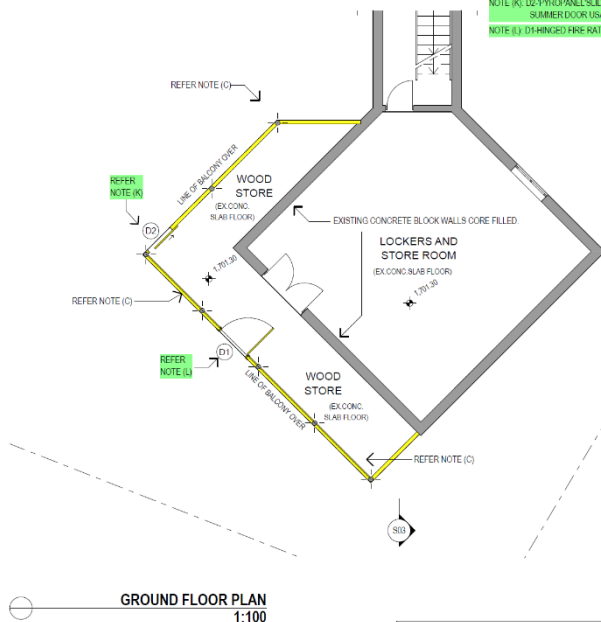 NOTE (K): D2-'PYROPANEL'
SUMMER DOOR
NOTE (L): D1-HINGED FIRE
REFER NOTE (C)
LINE OF BALCONY OVER
WOOD
STORE
(EX.CONC.
SLAB FLOOR)
REFER
NOTE (K)
D2
EXISTING CONCRETE BLOCK WALLS CORE FILLED.
LOCKERS AND
STORE ROOM
(EX.CONC.SLAB FLOOR)
1,701.30
1,701.30
REFER NOTE (C)
D1
REFER
NOTE (L)
LINE OF BALCONY OVER
WOOD
STORE
(EX.CONC.
SLAB FLOOR)
REFER NOTE (C)
S03
GROUND FLOOR PLAN
1:100